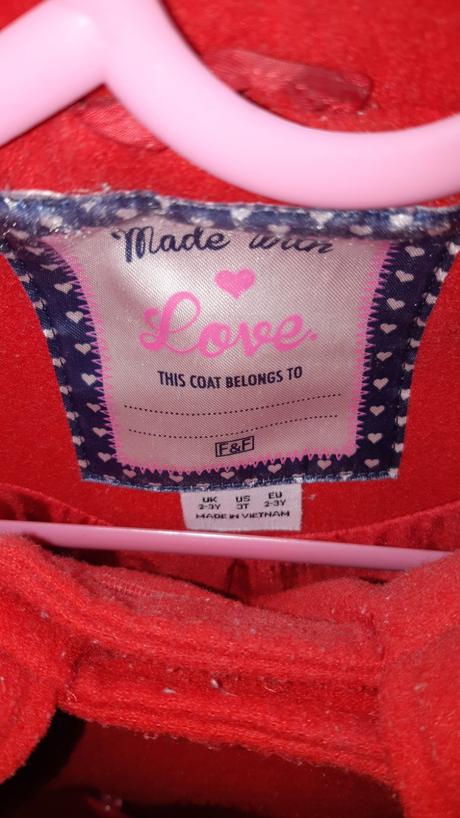 Made with
Love.
THIS COAT BELONGS TO
F&F
UK US EU
2-3Y 3T 2-3Y
MADE IN VIETNAM